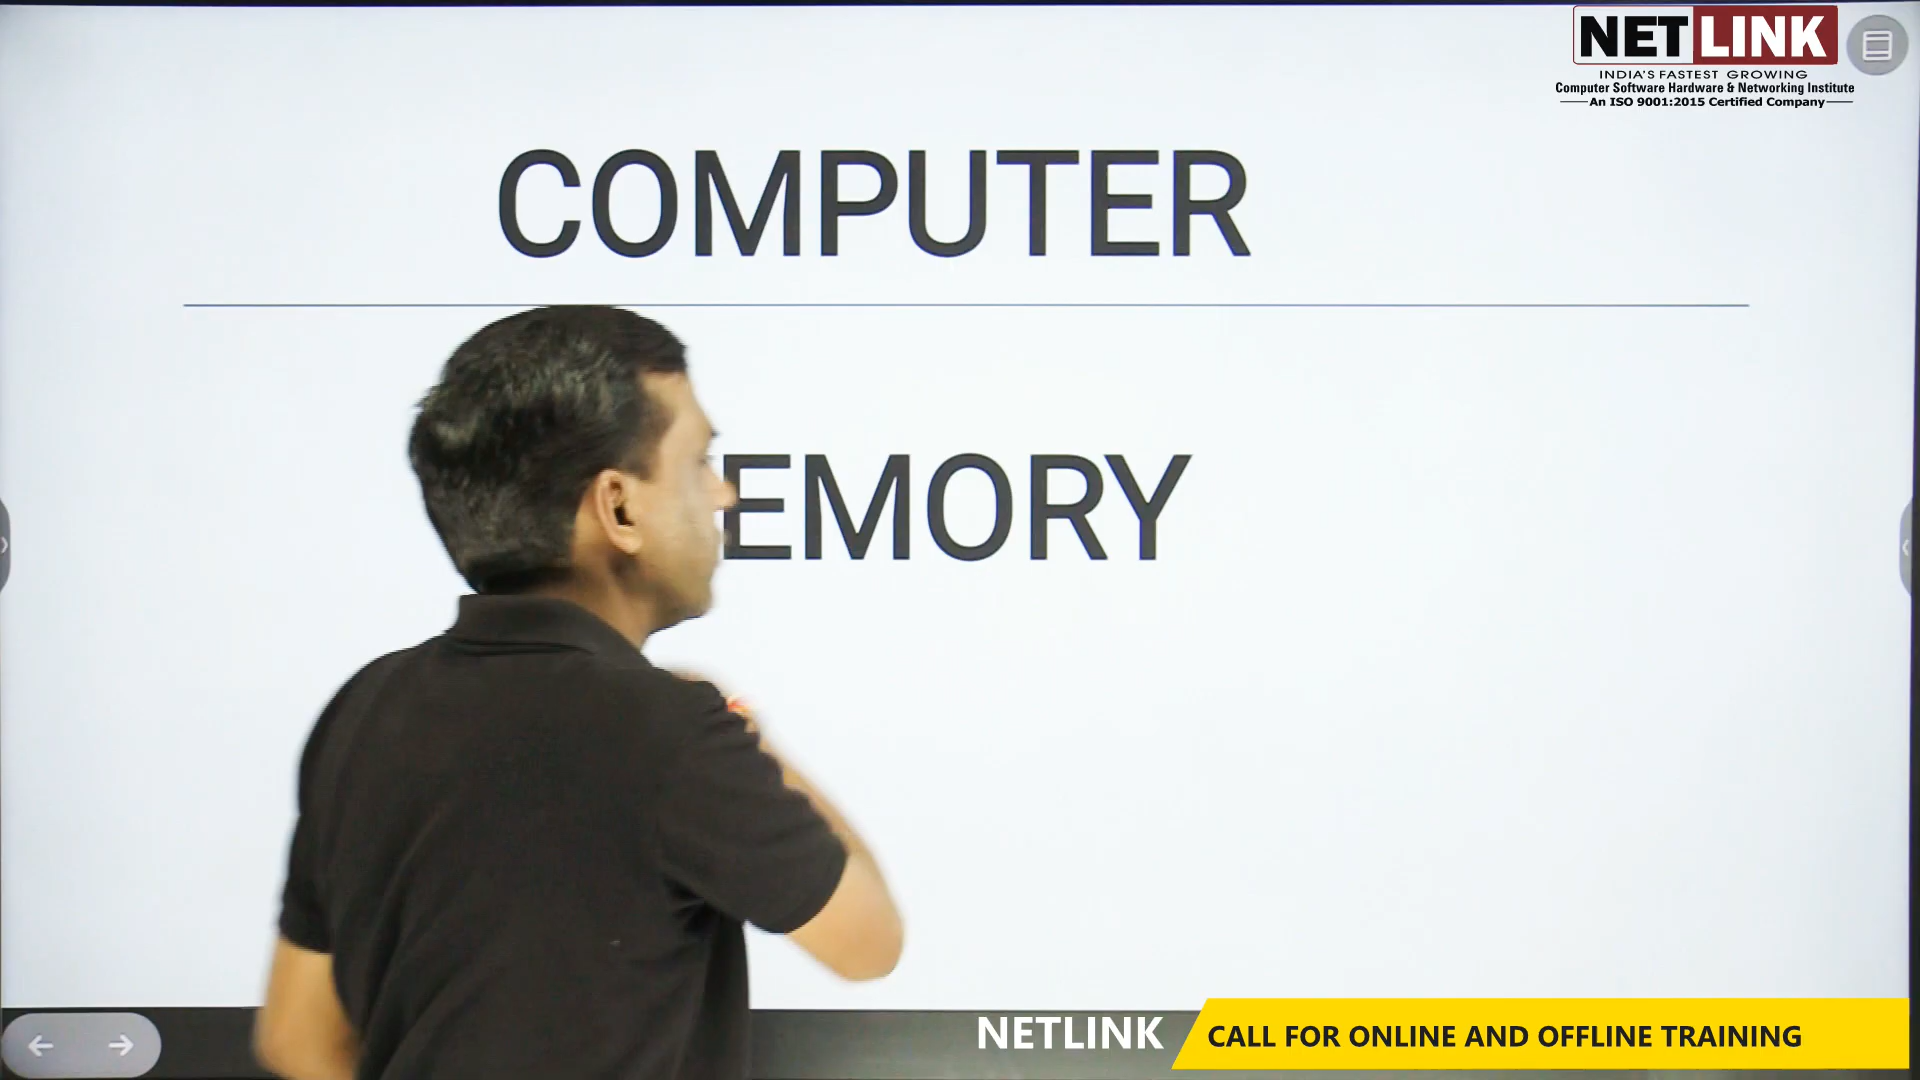 NETLINK
INDIA'S FASTEST GROWING
Computer Software Hardware & Networking Institute
An ISO 9001:2015 Certified Company
COMPUTER
EMORY
NETLINK
CALL FOR ONLINE AND OFFLINE TRAINING